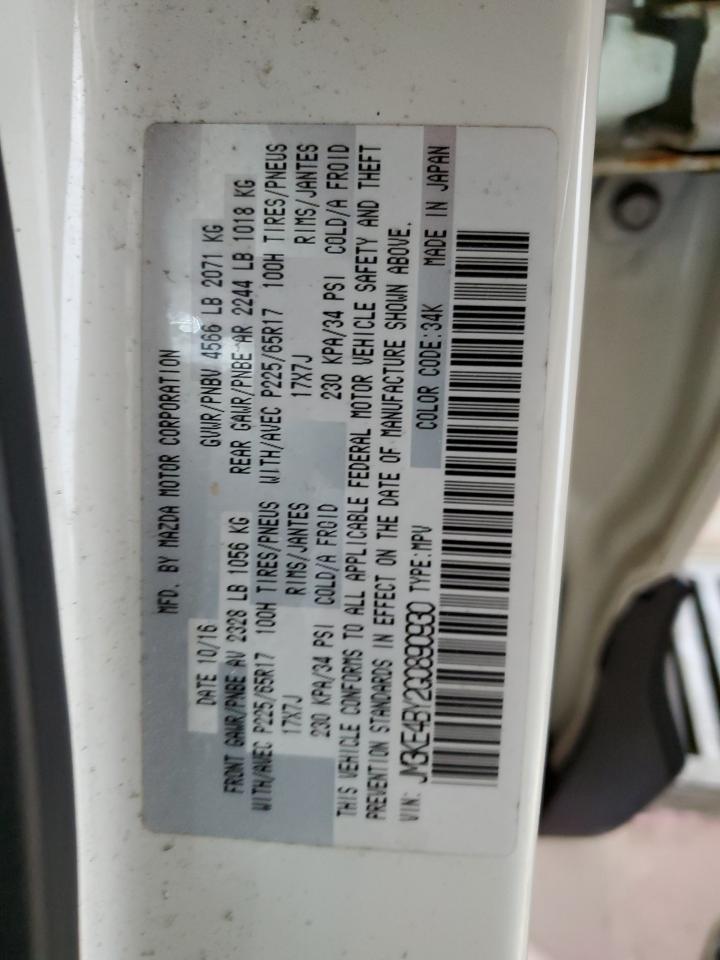 MFD. BY MAZDA MOTOR CORPORATION
DATE 10/16 GVWR/PNBV 4566 LB 2071 KG
FRONT GAWR/PNBE AV 2328 LB 1056 KG REAR GAWR/PNBE AR 2244 LB 1018 KG
WITH/AVEC P225/65R17 100H TIRES/PNEUS WITH/AVEC P225/65R17 100H TIRES/PNEUS
17X7J RIMS/JANTES 17X7J RIMS/JANTES
230 KPA/34 PSI COLD/A FROID 230 KPA/34 PSI COLD/A FROID
THIS VEHICLE CONFORMS TO ALL APPLICABLE FEDERAL MOTOR VEHICLE SAFETY AND THEFT
PREVENTION STANDARDS IN EFFECT ON THE DATE OF MANUFACTURE SHOWN ABOVE.
VIN: JM3KE4BY2G0890930 TYPE:MPV COLOR CODE:34K MADE IN JAPAN